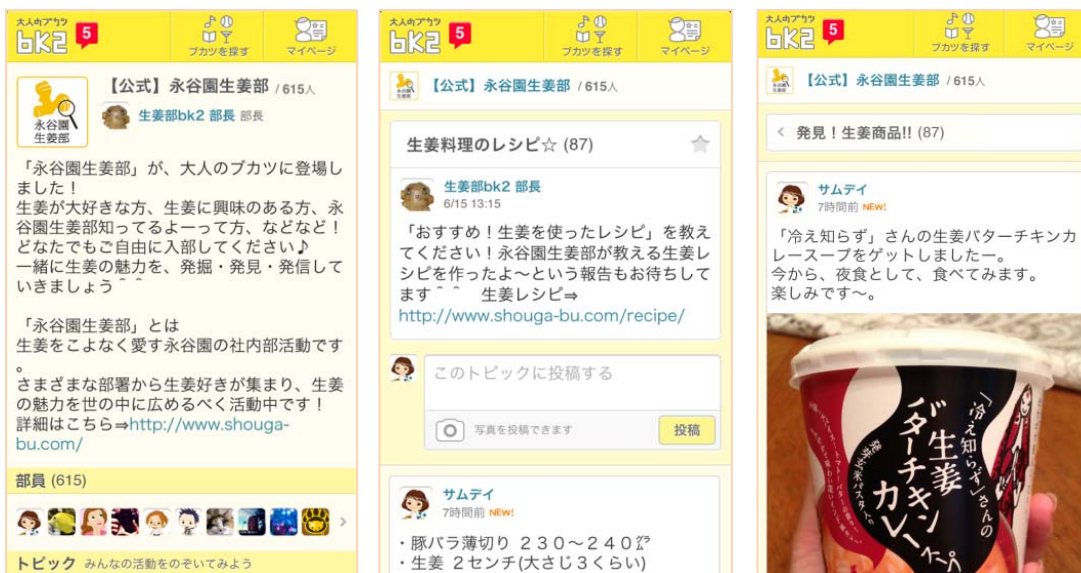 大人のブカツ
bk2
5
ブカツを探す
マイページ
永谷園
生姜部
【公式】永谷園生姜部 / 615人
生姜部bk2 部長 部長
「永谷園生姜部」が、大人のブカツに登場し
ました！
生姜が大好きな方、生姜に興味のある方、永
谷園生姜部知ってるよーって方、などなど！
どなたでもご自由に入部してください♪
一緒に生姜の魅力を、発掘・発見・発信して
いきましょう＾＾
「永谷園生姜部」とは
生姜をこよなく愛す永谷園の社内部活動です
。
さまざまな部署から生姜好きが集まり、生姜
の魅力を世の中に広めるべく活動中です！
詳細はこちら⇒http://www.shouga-
bu.com/
部員 (615)
トピック みんなの活動をのぞいてみよう
大人のブカツ
bk2
5
ブカツを探す
マイページ
【公式】永谷園生姜部 / 615人
生姜料理のレシピ☆ (87)
生姜部bk2 部長
6/15 13:15
「おすすめ！生姜を使ったレシピ」を教え
てください！永谷園生姜部が教える生姜レ
シピを作ったよ〜という報告もお待ちして
ます＾＾　生姜レシピ⇒
http://www.shouga-bu.com/recipe/
このトピックに投稿する
写真を投稿できます
投稿
サムデイ
7時間前 NEW!
・豚バラ薄切り ２３０〜２４０㌘
・生姜 ２センチ(大さじ３くらい)
大人のブカツ
bk2
5
ブカツを探す
マイページ
【公式】永谷園生姜部 / 615人
発見！生姜商品!! (87)
サムデイ
7時間前 NEW!
「冷え知らず」さんの生姜バターチキンカ
レースープをゲットしましたー。
今から、夜食として、食べてみます。
楽しみです〜。
「冷え知らず」さんの
生姜
バターチキン
カレー